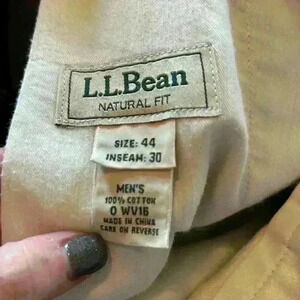 L.L.Bean
NATURAL FIT
SIZE: 44
INSEAM: 30
MEN'S
100% COTTON
0 WV16
MADE IN CHINA
CARE ON REVERSE